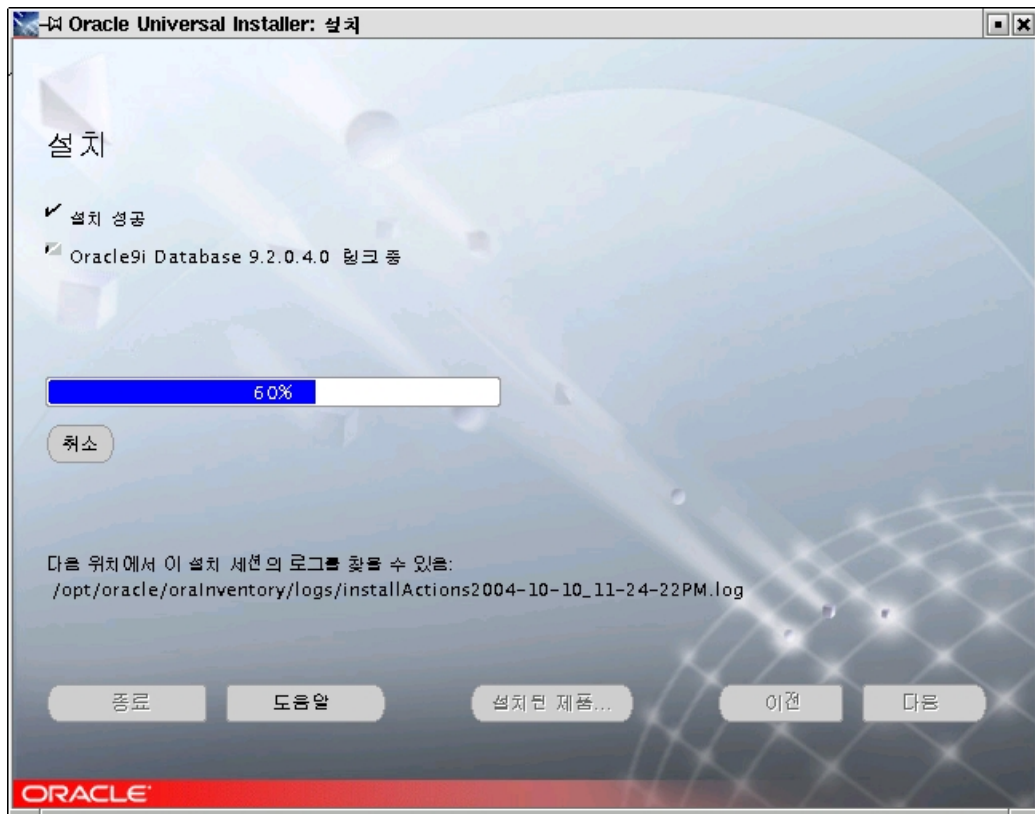 Oracle Universal Installer: 설치
설치
설치 성공
Oracle9i Database 9.2.0.4.0 링크 중
60%
취소
다음 위치에서 이 설치 세션의 로그를 찾을 수 있음:
/opt/oracle/oraInventory/logs/installActions2004-10-10_11-24-22PM.log
종료 도움말 설치된 제품... 이전 다음
ORACLE